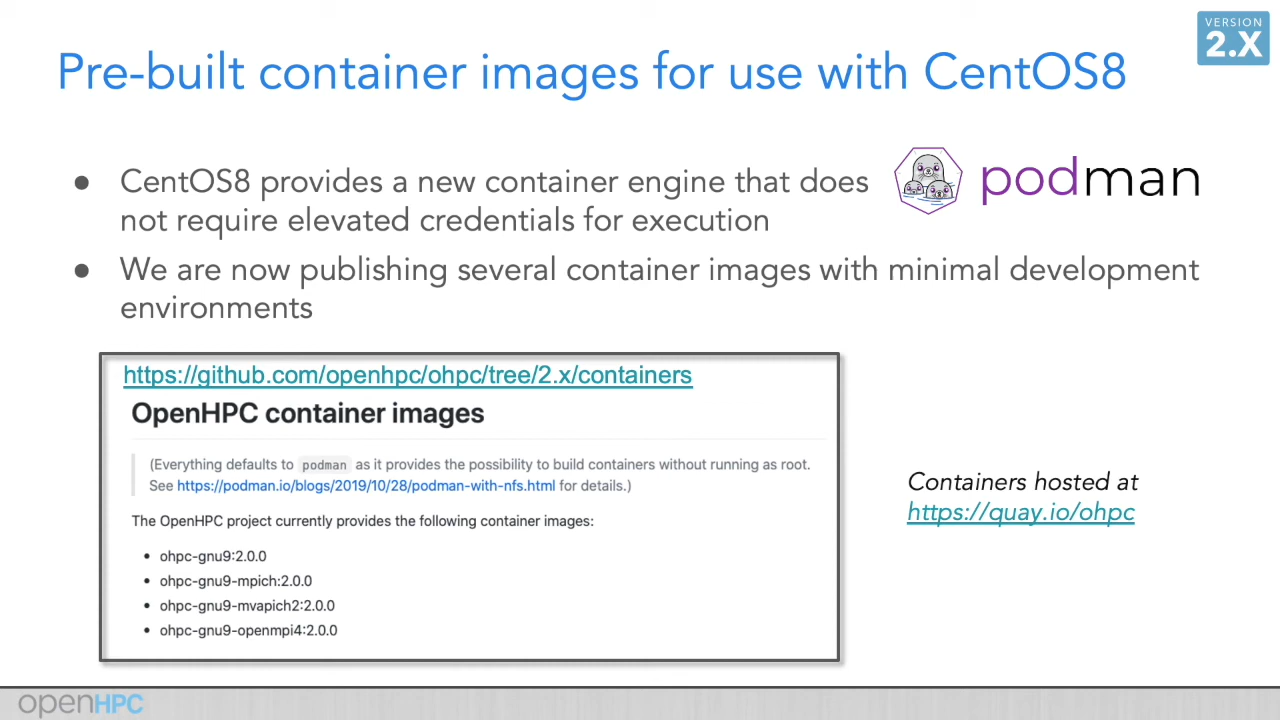 VERSION
2.X
Pre-built container images for use with CentOS8
● CentOS8 provides a new container engine that does
not require elevated credentials for execution
podman
● We are now publishing several container images with minimal development
environments
https://github.com/openhpc/ohpc/tree/2.x/containers
OpenHPC container images
(Everything defaults to podman as it provides the possibility to build containers without running as root.
See https://podman.io/blogs/2019/10/28/podman-with-nfs.html for details.)
The OpenHPC project currently provides the following container images:
• ohpc-gnu9:2.0.0
• ohpc-gnu9-mpich:2.0.0
• ohpc-gnu9-mvapich2:2.0.0
• ohpc-gnu9-openmpi4:2.0.0
Containers hosted at
https://quay.io/ohpc
openHPC